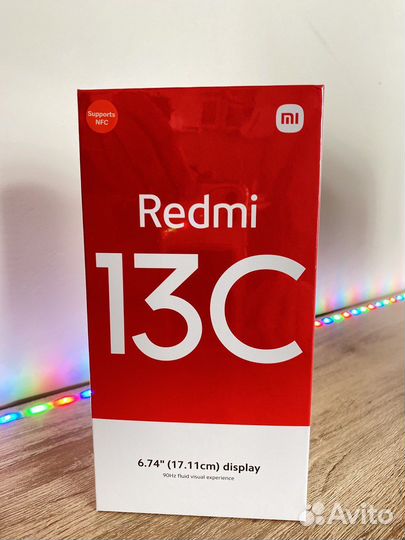 Supports
NFC
mi
Redmi
13C
6.74" (17.11cm) display
90Hz fluid visual experience
Avito